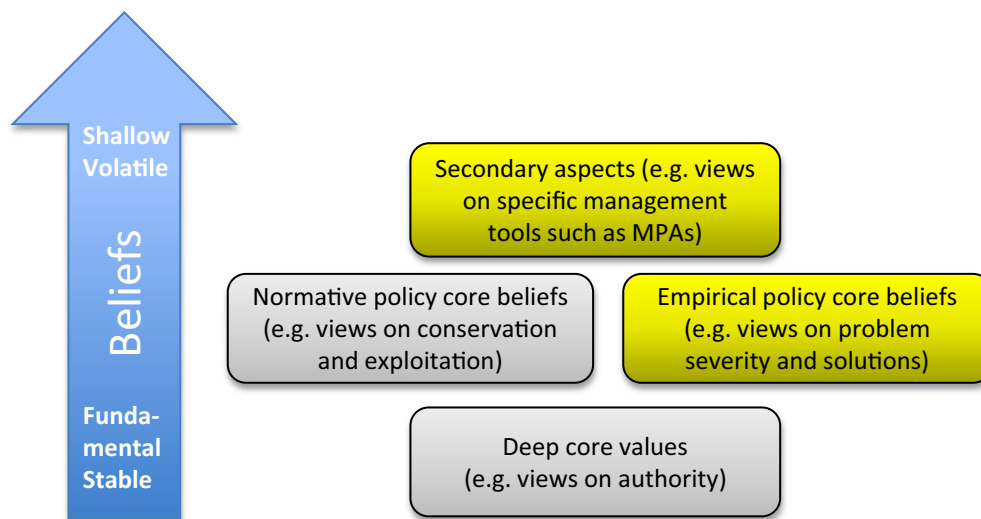 Shallow
Volatile
Beliefs
Funda-
mental
Stable
Secondary aspects (e.g. views
on specific management
tools such as MPAs)
Normative policy core beliefs
(e.g. views on conservation
and exploitation)
Empirical policy core beliefs
(e.g. views on problem
severity and solutions)
Deep core values
(e.g. views on authority)